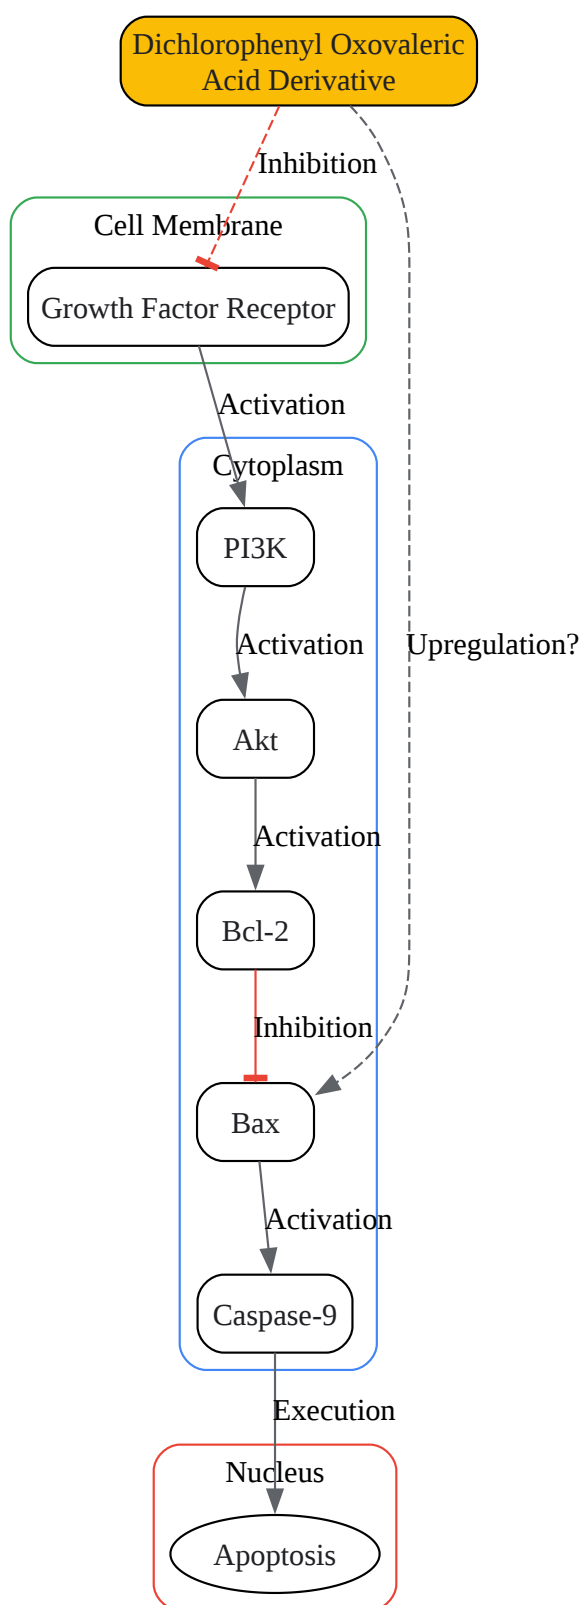 Dichlorophenyl Oxovaleric
Acid Derivative
Inhibition
Cell Membrane
Growth Factor Receptor
Activation
Cytoplasm
PI3K
Activation
Upregulation?
Akt
Activation
Bcl-2
Inhibition
Bax
Activation
Caspase-9
Execution
Nucleus
Apoptosis